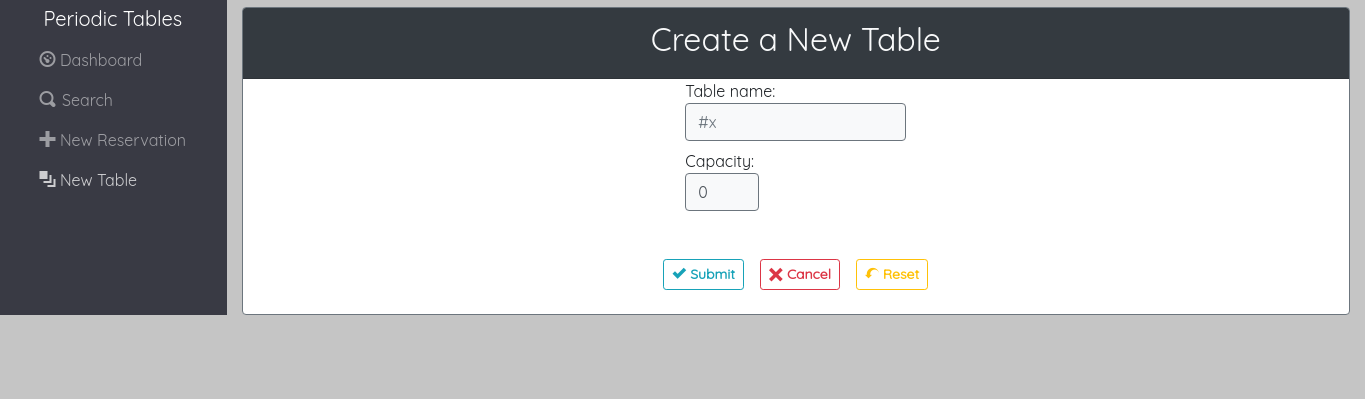 Periodic Tables
Dashboard
Search
New Reservation
New Table
Create a New Table
Table name:
#x
Capacity:
0
Submit Cancel Reset